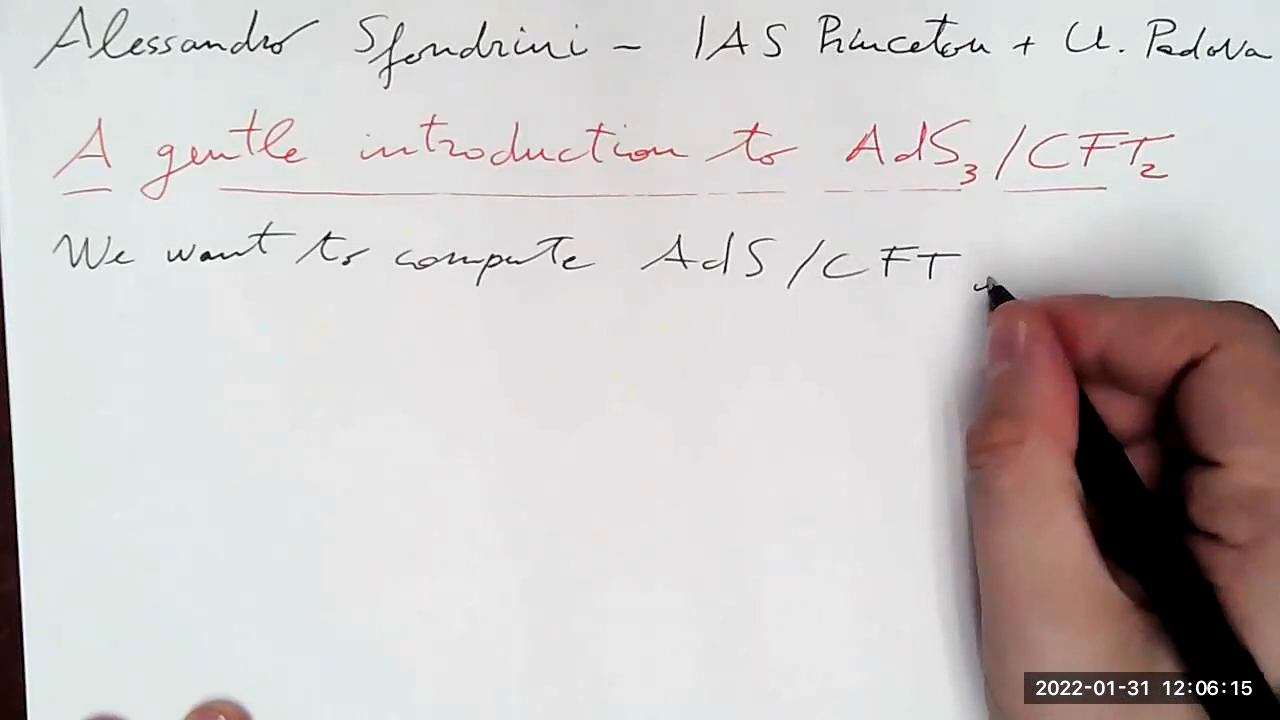 Alessandro Sfondrini - IAS Princeton + U. Padova
A gentle introduction to AdS₃/CFT₂
We want to compute AdS/CFT
2022-01-31 12:06:15